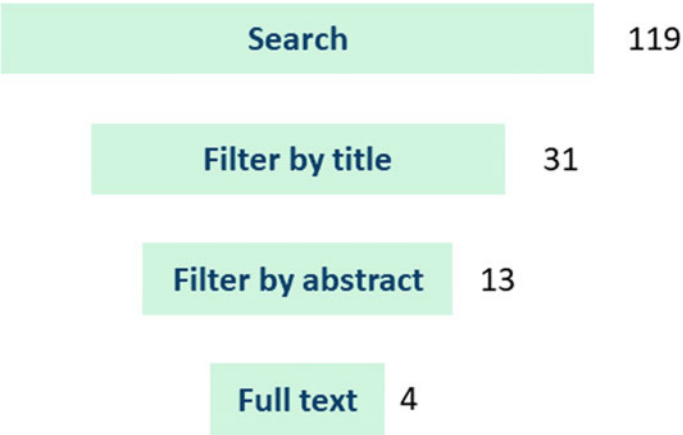 Search 119
Filter by title 31
Filter by abstract 13
Full text 4